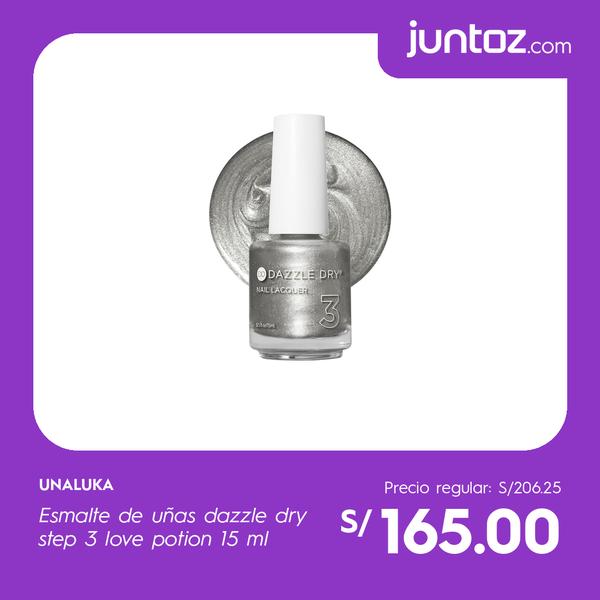 juntoz.com
DD DAZZLE DRY®
NAIL LACQUER
3
UNALUKA
Esmalte de uñas dazzle dry
step 3 love potion 15 ml
Precio regular: S/206.25
S/165.00